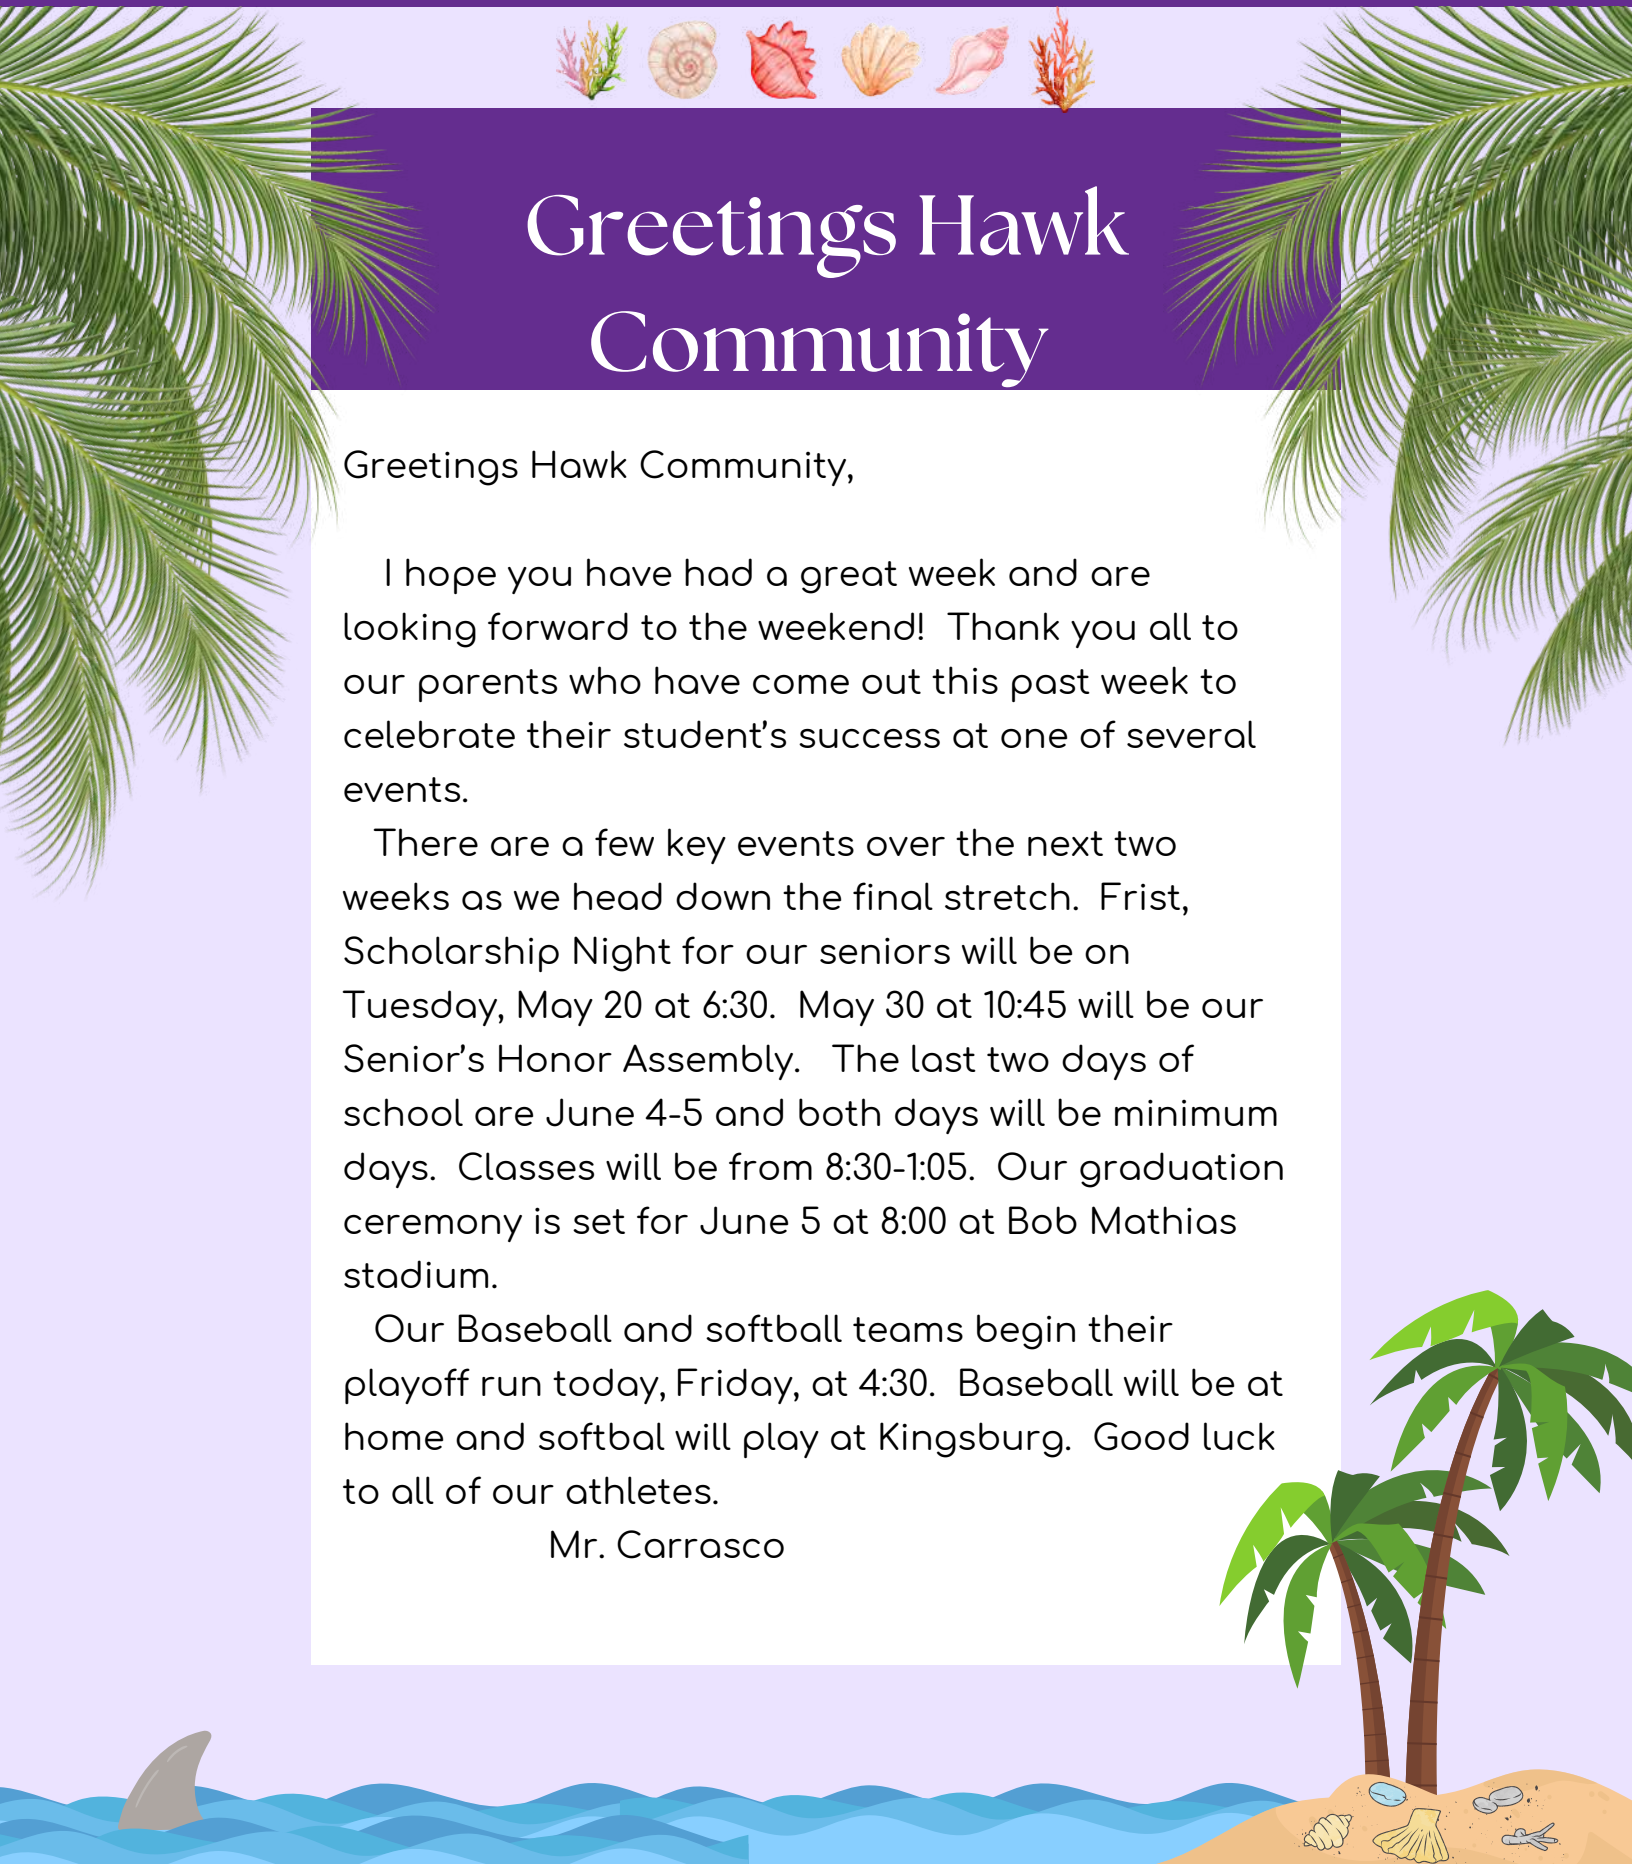 Greetings Hawk
Community
Greetings Hawk Community,
I hope you have had a great week and are
looking forward to the weekend!  Thank you all to
our parents who have come out this past week to
celebrate their student’s success at one of several
events.
There are a few key events over the next two
weeks as we head down the final stretch.  Frist,
Scholarship Night for our seniors will be on
Tuesday, May 20 at 6:30.  May 30 at 10:45 will be our
Senior’s Honor Assembly.   The last two days of
school are June 4-5 and both days will be minimum
days.  Classes will be from 8:30-1:05.  Our graduation
ceremony is set for June 5 at 8:00 at Bob Mathias
stadium.
Our Baseball and softball teams begin their
playoff run today, Friday, at 4:30.  Baseball will be at
home and softbal will play at Kingsburg.  Good luck
to all of our athletes.
Mr. Carrasco